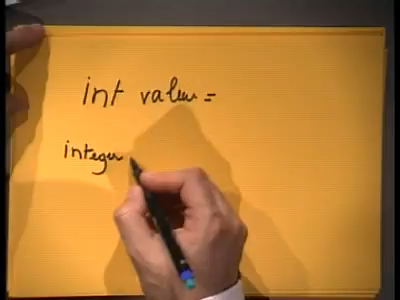 int value =
integer